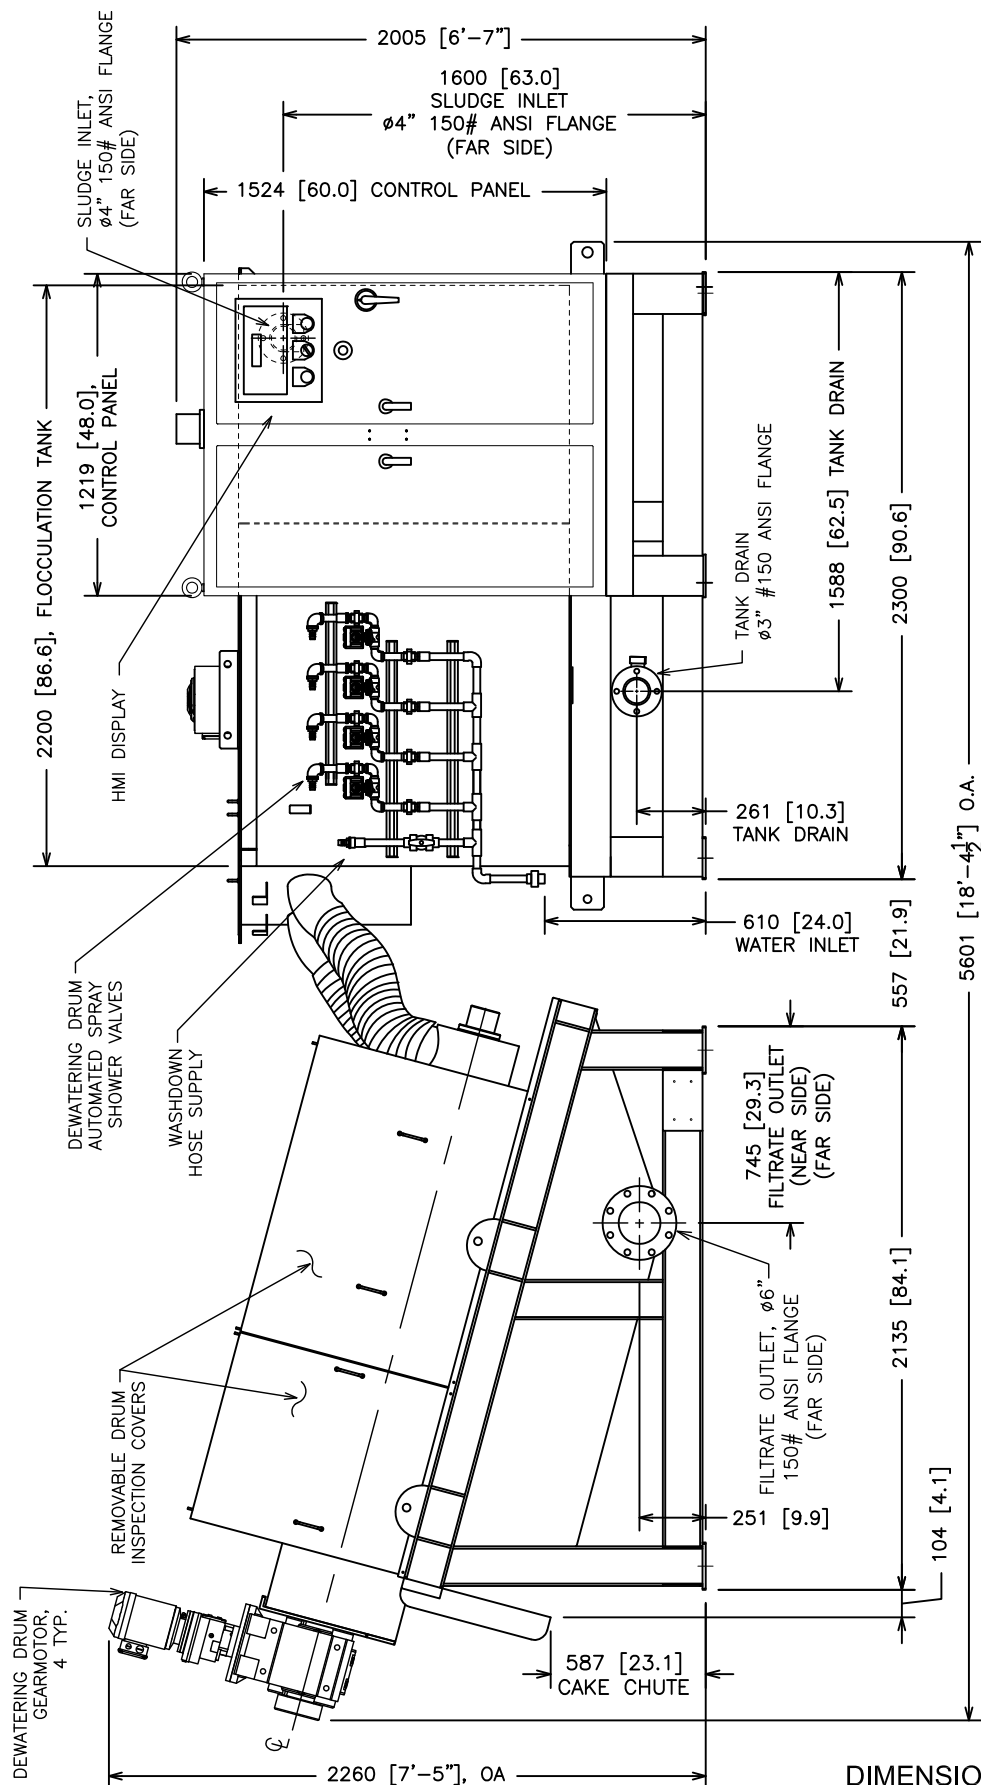 2005 [6'-7"]
1600 [63.0]
SLUDGE INLET
ø4" 150# ANSI FLANGE
(FAR SIDE)
1524 [60.0] CONTROL PANEL
SLUDGE INLET,
ø4" 150# ANSI FLANGE
(FAR SIDE)
2200 [86.6], FLOCCULATION TANK
1219 [48.0],
CONTROL PANEL
HMI DISPLAY
TANK DRAIN
ø3" #150 ANSI FLANGE
1588 [62.5] TANK DRAIN
2300 [90.6]
261 [10.3]
TANK DRAIN
610 [24.0]
WATER INLET
557 [21.9]
5601 [18'-4½"] O.A.
DEWATERING DRUM
AUTOMATED SPRAY
SHOWER VALVES
WASHDOWN
HOSE SUPPLY
745 [29.3]
FILTRATE OUTLET
(NEAR SIDE)
(FAR SIDE)
2135 [84.1]
FILTRATE OUTLET, ø6"
150# ANSI FLANGE
(FAR SIDE)
REMOVABLE DRUM
INSPECTION COVERS
251 [9.9]
104 [4.1]
DEWATERING DRUM
GEARMOTOR,
4 TYP.
587 [23.1]
CAKE CHUTE
CL
2260 [7'-5"], OA
DIMENSIO